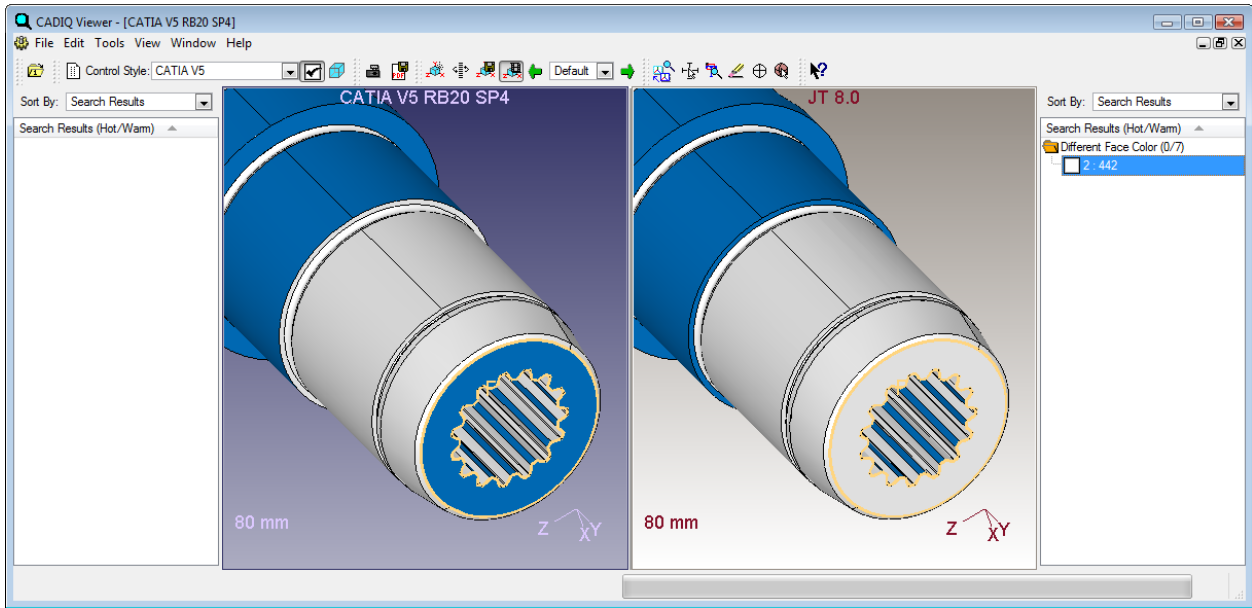 CADIQ Viewer - [CATIA V5 RB20 SP4]
File Edit Tools View Window Help
Control Style: CATIA V5
PDF
Default
Sort By: Search Results
Search Results (Hot/Warm)
CATIA V5 RB20 SP4
80 mm
Z X Y
JT 8.0
80 mm
Z X Y
Sort By: Search Results
Search Results (Hot/Warm)
Different Face Color (0/7)
2 : 442